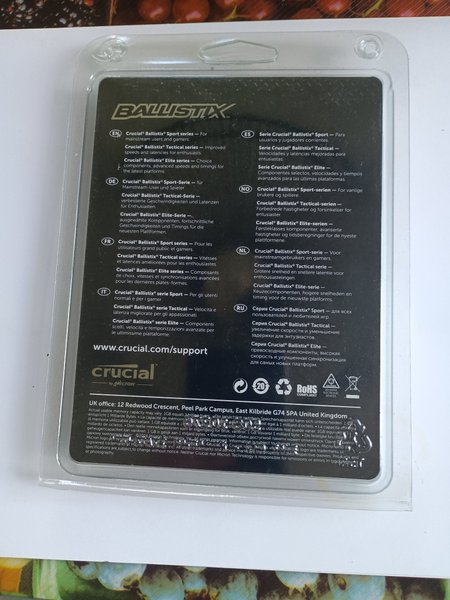 BALLISTIX
EN Crucial® Ballistix® Sport series — For
mainstream users and gamers.
Crucial® Ballistix® Tactical series — Improved
speeds and latencies for enthusiasts.
Crucial® Ballistix® Elite series — Choice
components, advanced speeds and timings for
the latest platforms.
DE Crucial® Ballistix® Sport-Serie — für
Mainstream-User und Spieler.
Crucial® Ballistix® Tactical-Serie —
verbesserte Geschwindigkeiten und Latenzen
für Enthusiasten.
Crucial® Ballistix® Elite-Serie —
ausgewählte Komponenten, fortschrittliche
Geschwindigkeiten und Timings für die
neuesten Plattformen.
FR Crucial® Ballistix® Sport series — Pour les
utilisateurs grand public et gamers.
Crucial® Ballistix® Tactical series — Vitesses
et latences améliorées pour les enthousiastes.
Crucial® Ballistix® Elite series — Composants
de choix, vitesses et synchronisations avancées
pour les dernières plates-formes.
IT Crucial® Ballistix® serie Sport — Per gli utenti
normali e per i gamer.
Crucial® Ballistix® serie Tactical — Velocità e
latenza migliorate per gli appassionati.
Crucial® Ballistix® serie Elite — Componenti
scelti, velocità e temporizzazioni avanzate per
le ultimissime piattaforme.
www.crucial.com/support
crucial
by Micron
ES Serie Crucial® Ballistix® Sport — Para
usuarios y jugadores corrientes.
Serie Crucial® Ballistix® Tactical —
Velocidades y latencias mejoradas para
entusiastas.
Serie Crucial® Ballistix® Elite —
Componentes selectos, velocidades y tiempos
avanzados para las últimas plataformas.
NO Crucial® Ballistix® Sport-serien — For vanlige
brukere og spillere.
Crucial® Ballistix® Tactical-serien —
Forbedrede hastigheter og forsinkelser for
entusiaster.
Crucial® Ballistix® Elite-serien —
Førsteklasses komponenter, avanserte
hastigheter og tidsberegninger for de nyeste
plattformene.
NL Crucial® Ballistix® Sport-serie — Voor
mainstreamgebruikers en gamers.
Crucial® Ballistix® Tactical serie —
Grotere snelheid en snellere latentie voor
enthousiastelingen.
Crucial® Ballistix® Elite-serie —
Keuzecomponenten, hogere snelheden en
timing voor de nieuwste platforms.
RU Серия Crucial® Ballistix® Sport — для всех
пользователей и любителей игр.
Серия Crucial® Ballistix® Tactical —
увеличение скорости и уменьшение
задержки для энтузиастов.
Серия Crucial® Ballistix® Elite —
превосходные компоненты, высокая
скорость и улучшенная синхронизация
для самых новых платформ.
20
RoHS
COMPLIANT
UK office: 12 Redwood Crescent, Peel Park Campus, East Kilbride G74 5PA United Kingdom